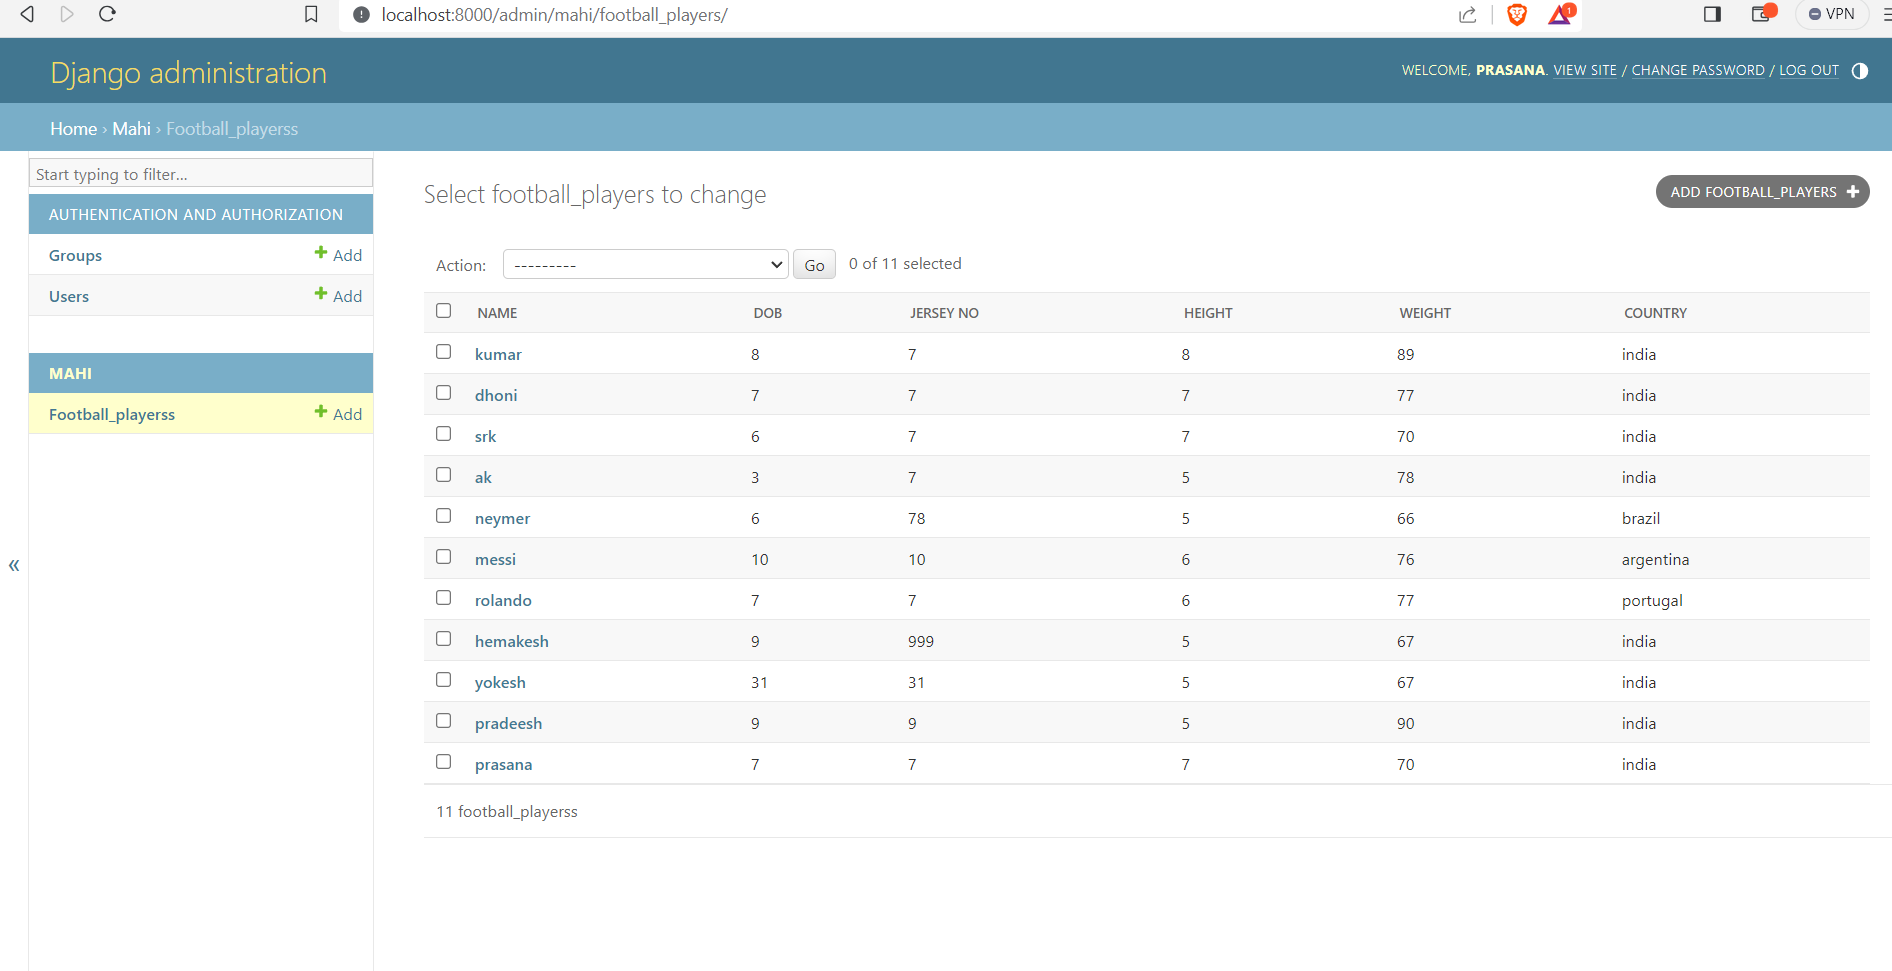 localhost:8000/admin/mahi/football_players/
1
VPN
Django administration
WELCOME, PRASANA. VIEW SITE / CHANGE PASSWORD / LOG OUT
Home › Mahi › Football_playerss
Start typing to filter...
AUTHENTICATION AND AUTHORIZATION
Groups + Add
Users + Add
MAHI
Football_playerss + Add
«
Select football_players to change
ADD FOOTBALL_PLAYERS +
Action: --------- Go 0 of 11 selected
NAME DOB JERSEY NO HEIGHT WEIGHT COUNTRY
kumar 8 7 8 89 india
dhoni 7 7 7 77 india
srk 6 7 7 70 india
ak 3 7 5 78 india
neymer 6 78 5 66 brazil
messi 10 10 6 76 argentina
rolando 7 7 6 77 portugal
hemakesh 9 999 5 67 india
yokesh 31 31 5 67 india
pradeesh 9 9 5 90 india
prasana 7 7 7 70 india
11 football_playerss